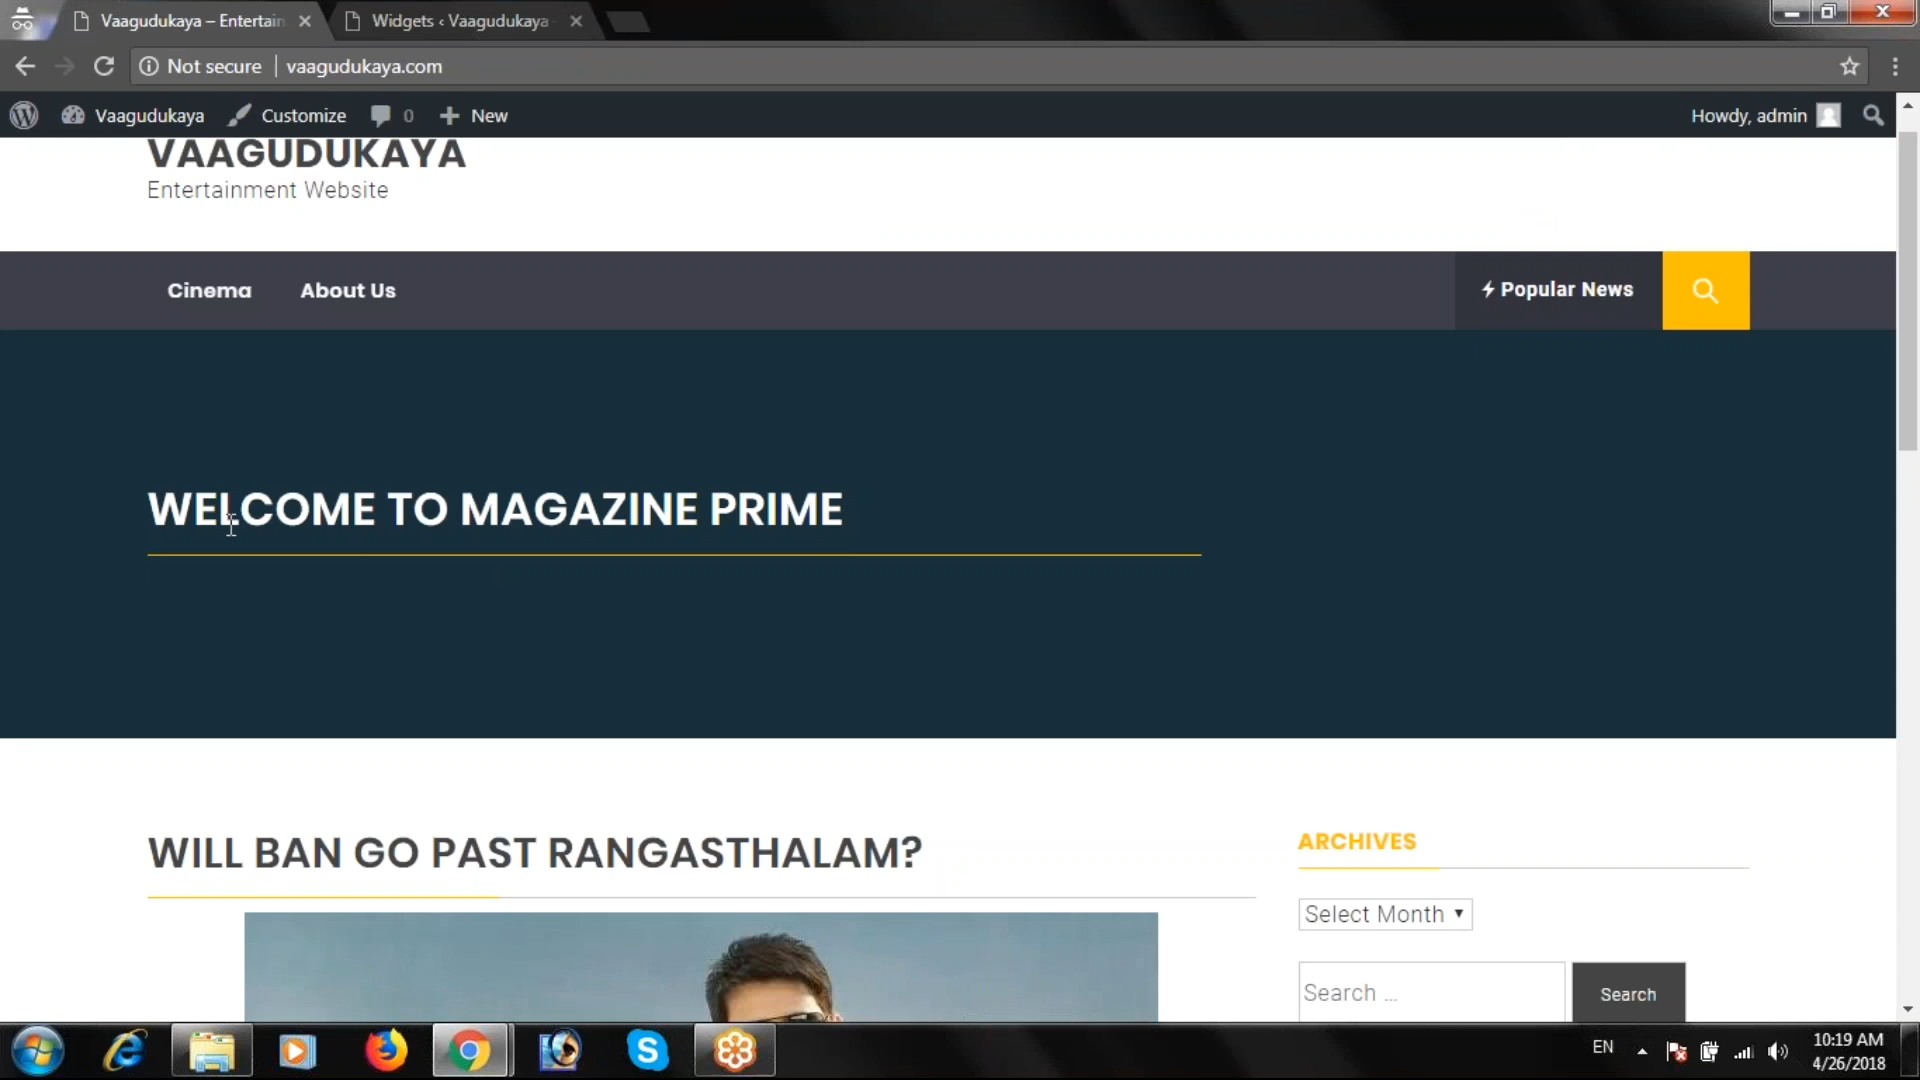 Vaagudukaya – Entertain
Widgets ‹ Vaagudukaya
Not secure
vaagudukaya.com
Vaagudukaya
Customize
0
New
Howdy, admin
VAAGUDUKAYA
Entertainment Website
Cinema
About Us
Popular News
WELCOME TO MAGAZINE PRIME
WILL BAN GO PAST RANGASTHALAM?
ARCHIVES
Select Month
Search …
Search
EN
10:19 AM
4/26/2018